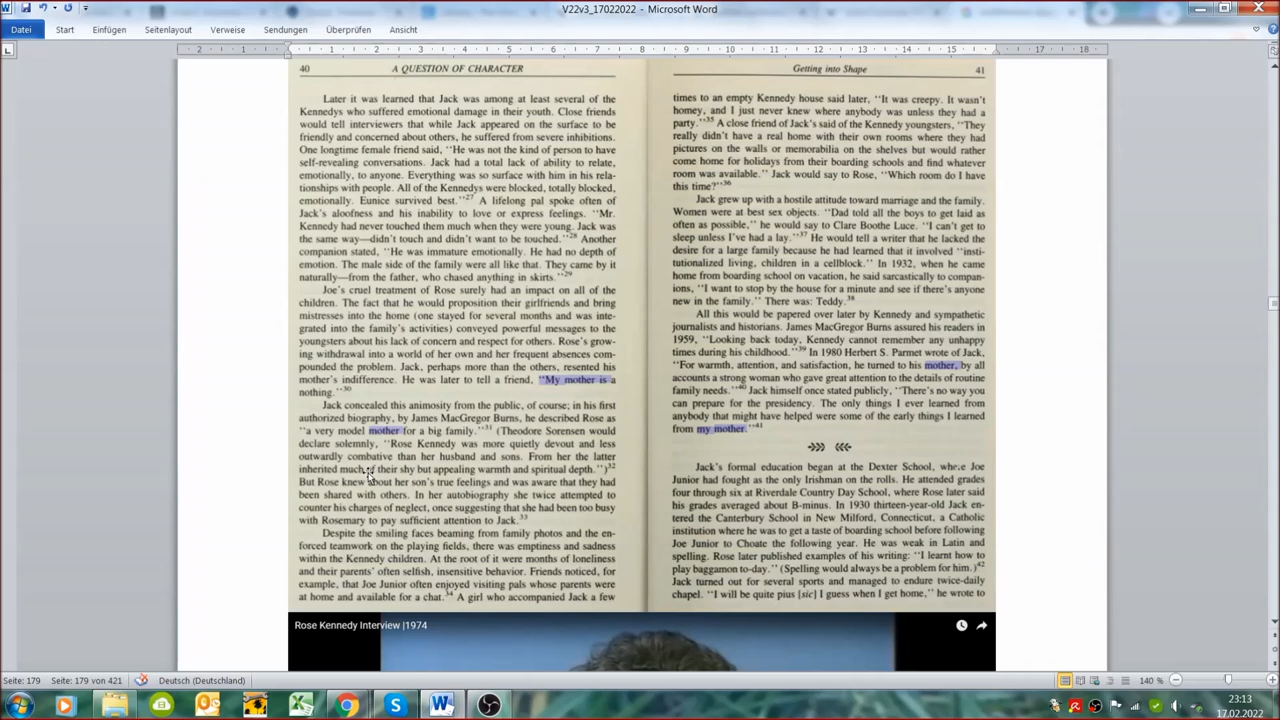 V22v3_17022022 - Microsoft Word
Datei Start Einfügen Seitenlayout Verweise Sendungen Überprüfen Ansicht
2 1 1 2 3 4 5 6 7 8 9 10 11 12 13 14 15 17 18
40 A QUESTION OF CHARACTER
Later it was learned that Jack was among at least several of the
Kennedys who suffered emotional damage in their youth. Close friends
would tell interviewers that while Jack appeared on the surface to be
friendly and concerned about others, he suffered from severe inhibitions.
One longtime female friend said, "He was not the kind of person to have
self-revealing conversations. Jack had a total lack of ability to relate,
emotionally, to anyone. Everything was so surface with him in his rela-
tionships with people. All of the Kennedys were blocked, totally blocked,
emotionally. Eunice survived best."27 A lifelong pal spoke often of
Jack's aloofness and his inability to love or express feelings. "Mr.
Kennedy had never touched them much when they were young. Jack was
the same way—didn't touch and didn't want to be touched."28 Another
companion stated, "He was immature emotionally. He had no depth of
emotion. The male side of the family were all like that. They came by it
naturally—from the father, who chased anything in skirts."29
Joe's cruel treatment of Rose surely had an impact on all of the
children. The fact that he would proposition their girlfriends and bring
mistresses into the home (one stayed for several months and was inte-
grated into the family's activities) conveyed powerful messages to the
youngsters about his lack of concern and respect for others. Rose's grow-
ing withdrawal into a world of her own and her frequent absences com-
pounded the problem. Jack, perhaps more than the others, resented his
mother's indifference. He was later to tell a friend, "My mother is a
nothing."30
Jack concealed this animosity from the public, of course; in his first
authorized biography, by James MacGregor Burns, he described Rose as
"a very model mother for a big family."31 (Theodore Sorensen would
declare solemnly, "Rose Kennedy was more quietly devout and less
outwardly combative than her husband and sons. From her the latter
inherited much of their shy but appealing warmth and spiritual depth.")32
But Rose knew about her son's true feelings and was aware that they had
been shared with others. In her autobiography she twice attempted to
counter his charges of neglect, once suggesting that she had been too busy
with Rosemary to pay sufficient attention to Jack.33
Despite the smiling faces beaming from family photos and the en-
forced teamwork on the playing fields, there was emptiness and sadness
within the Kennedy children. At the root of it were months of loneliness
and their parents' often selfish, insensitive behavior. Friends noticed, for
example, that Joe Junior often enjoyed visiting pals whose parents were
at home and available for a chat.34 A girl who accompanied Jack a few
Getting into Shape 41
times to an empty Kennedy house said later, "It was creepy. It wasn't
homey, and I just never knew where anybody was unless they had a
party."35 A close friend of Jack's said of the Kennedy youngsters, "They
really didn't have a real home with their own rooms where they had
pictures on the walls or memorabilia on the shelves but would rather
come home for holidays from their boarding schools and find whatever
room was available." Jack would say to Rose, "Which room do I have
this time?"36
Jack grew up with a hostile attitude toward marriage and the family.
Women were at best sex objects. "Dad told all the boys to get laid as
often as possible," he would say to Clare Boothe Luce. "I can't get to
sleep unless I've had a lay."37 He would tell a writer that he lacked the
desire for a large family because he had learned that it involved "insti-
tutionalized living, children in a cellblock." In 1932, when he came
home from boarding school on vacation, he said sarcastically to compan-
ions, "I want to stop by the house for a minute and see if there's anyone
new in the family." There was: Teddy.38
All this would be papered over later by Kennedy and sympathetic
journalists and historians. James MacGregor Burns assured his readers in
1959, "Looking back today, Kennedy cannot remember any unhappy
times during his childhood."39 In 1980 Herbert S. Parmet wrote of Jack,
"For warmth, attention, and satisfaction, he turned to his mother, by all
accounts a strong woman who gave great attention to the details of routine
family needs."40 Jack himself once stated publicly, "There's no way you
can prepare for the presidency. The only things I ever learned from
anybody that might have helped were some of the early things I learned
from my mother."41
Jack's formal education began at the Dexter School, where Joe
Junior had fought as the only Irishman on the rolls. He attended grades
four through six at Riverdale Country Day School, where Rose later said
his grades averaged about B-minus. In 1930 thirteen-year-old Jack en-
tered the Canterbury School in New Milford, Connecticut, a Catholic
institution where he was to get a taste of boarding school before following
Joe Junior to Choate the following year. He was weak in Latin and
spelling. Rose later published examples of his writing: "I learnt how to
play baggamon to-day." (Spelling would always be a problem for him.)42
Jack turned out for several sports and managed to endure twice-daily
chapel. "I will be quite pius [sic] I guess when I get home," he wrote to
Rose Kennedy Interview |1974
Seite: 179 Seite: 179 von 421 Deutsch (Deutschland) 140 %
23:13
17.02.2022